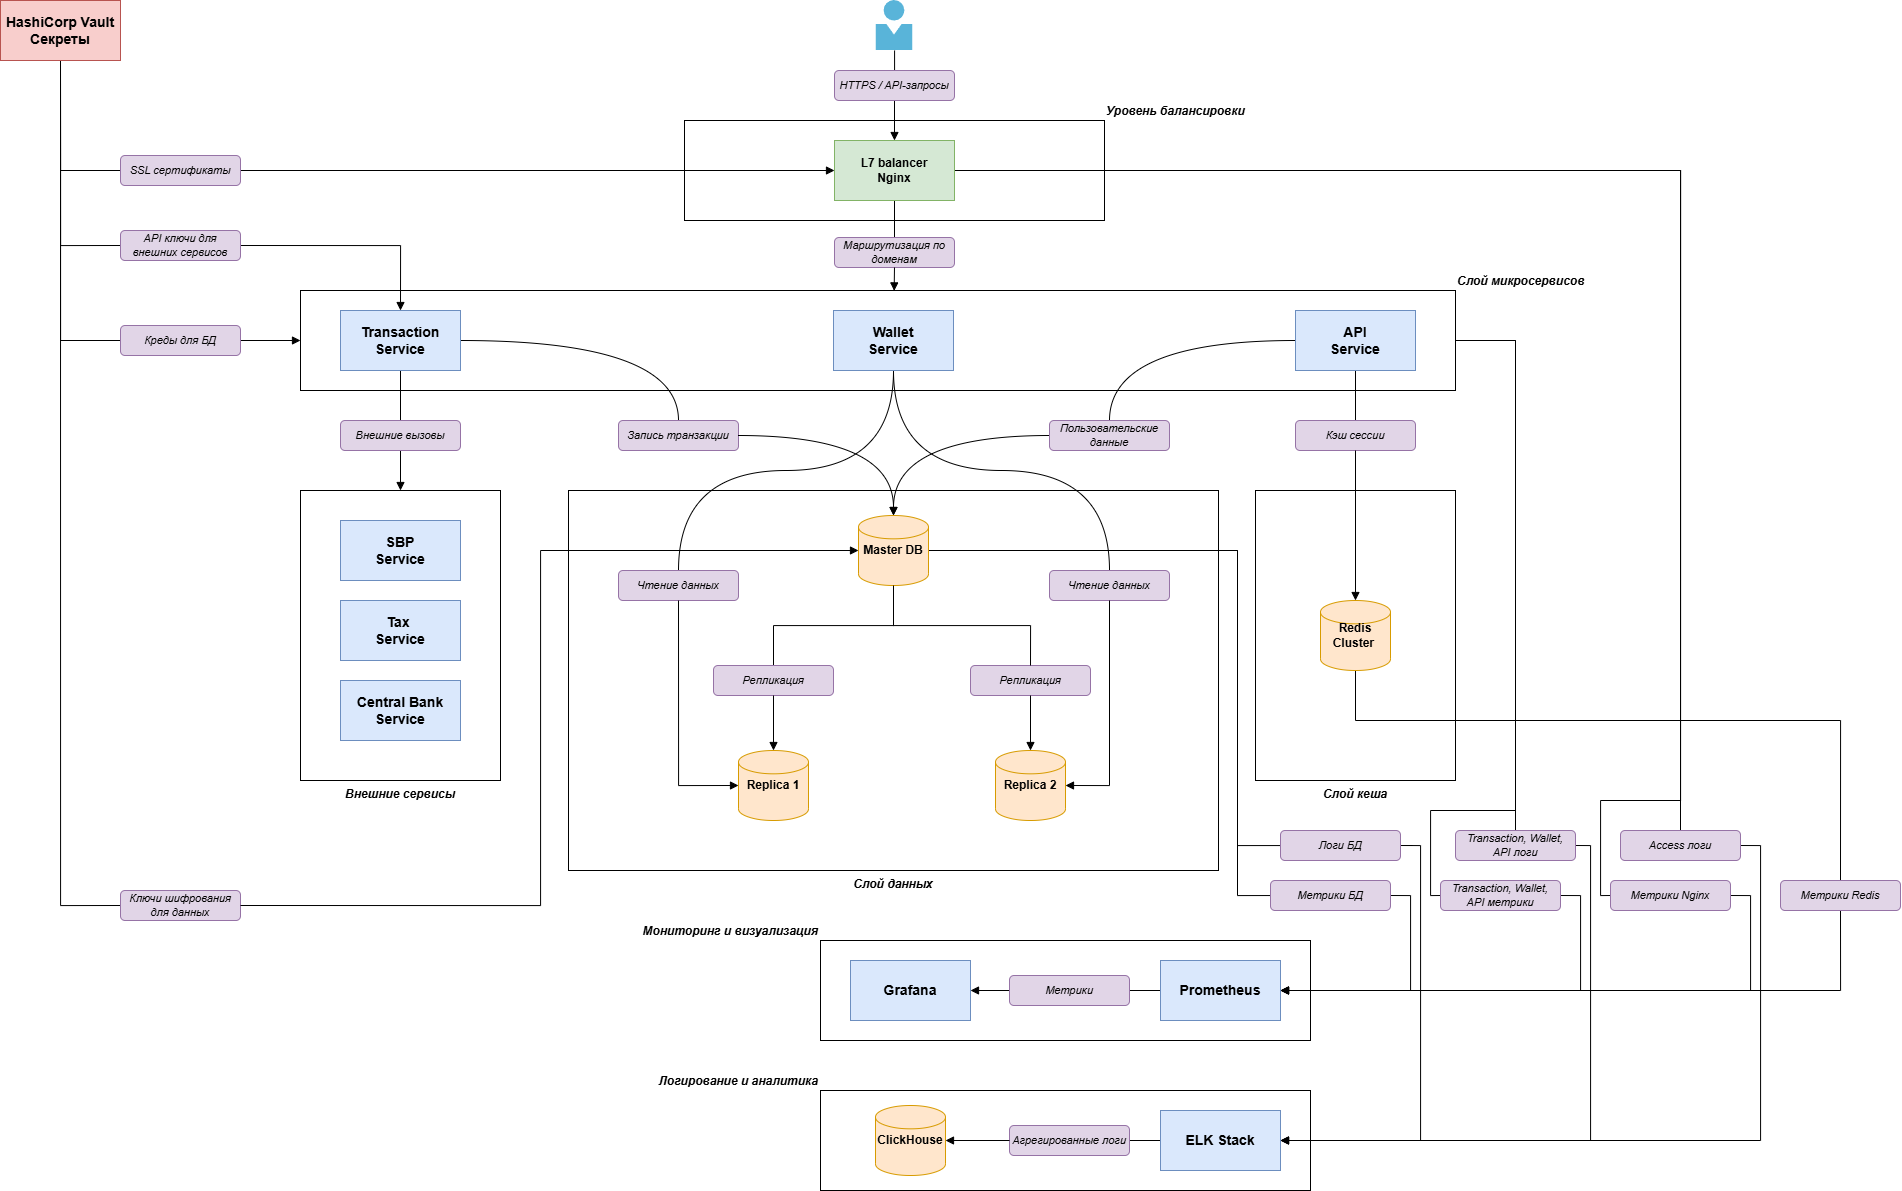 HashiCorp Vault
Секреты
HTTPS / API-запросы
Уровень балансировки
L7 balancer
Nginx
SSL сертификаты
API ключи для
внешних сервисов
Маршрутизация по
доменам
Слой микросервисов
Креды для БД
Transaction
Service
Wallet
Service
API
Service
Внешние вызовы
Запись транзакции
Пользовательские
данные
Кэш сессии
SBP
Service
Tax
Service
Central Bank
Service
Внешние сервисы
Master DB
Чтение данных
Чтение данных
Репликация
Репликация
Replica 1
Replica 2
Слой данных
Redis
Cluster
Слой кеша
Логи БД
Transaction, Wallet,
API логи
Access логи
Метрики БД
Transaction, Wallet,
API метрики
Метрики Nginx
Метрики Redis
Ключи шифрования
для данных
Мониторинг и визуализация
Grafana
Метрики
Prometheus
Логирование и аналитика
ClickHouse
Агрегированные логи
ELK Stack